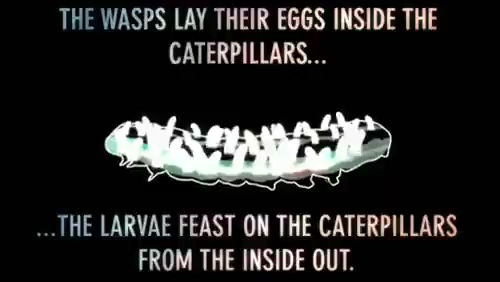 THE WASPS LAY THEIR EGGS INSIDE THE
CATERPILLARS...
...THE LARVAE FEAST ON THE CATERPILLARS
FROM THE INSIDE OUT.